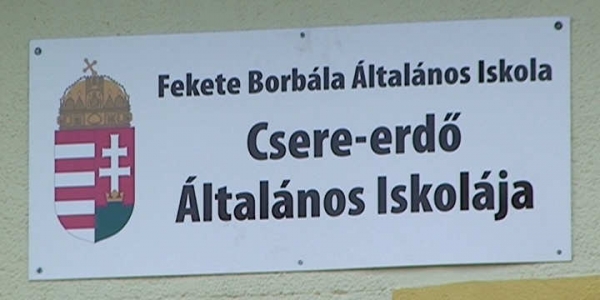 Fekete Borbála Általános Iskola
Csere-erdő
Általános Iskolája